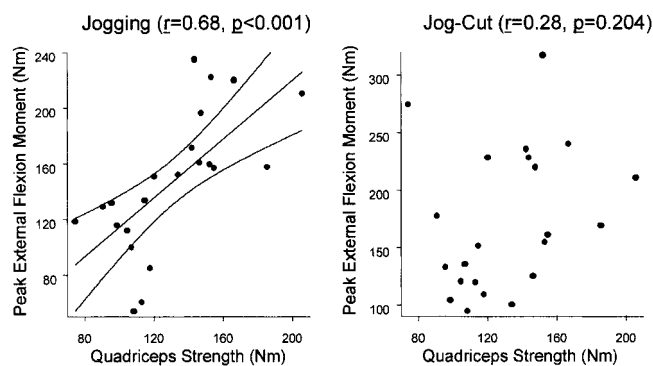 Jogging (r=0.68, p<0.001)
Peak External Flexion Moment (Nm)
240
200
160
120
80
80 120 160 200
Quadriceps Strength (Nm)
Jog-Cut (r=0.28, p=0.204)
Peak External Flexion Moment (Nm)
300
250
200
150
100
80 120 160 200
Quadriceps Strength (Nm)